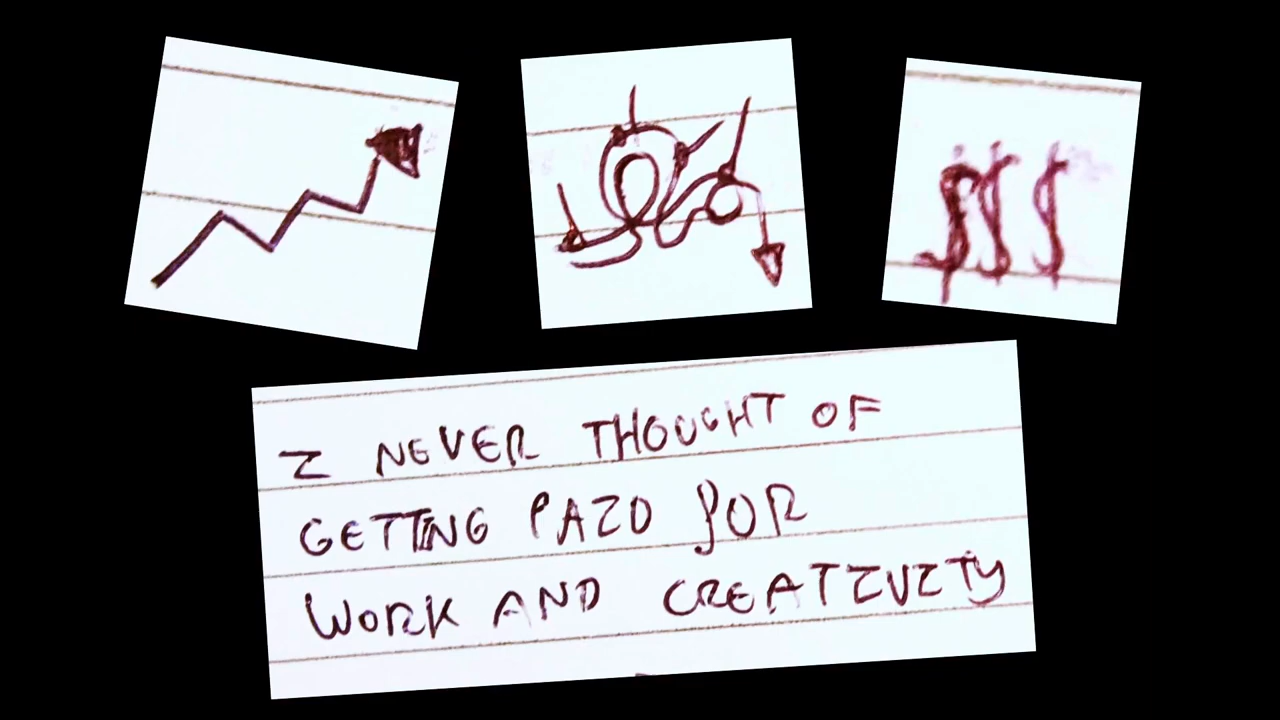 $$$
I NEVER THOUGHT OF
GETTING PAID FOR
WORK AND CREATIVITY